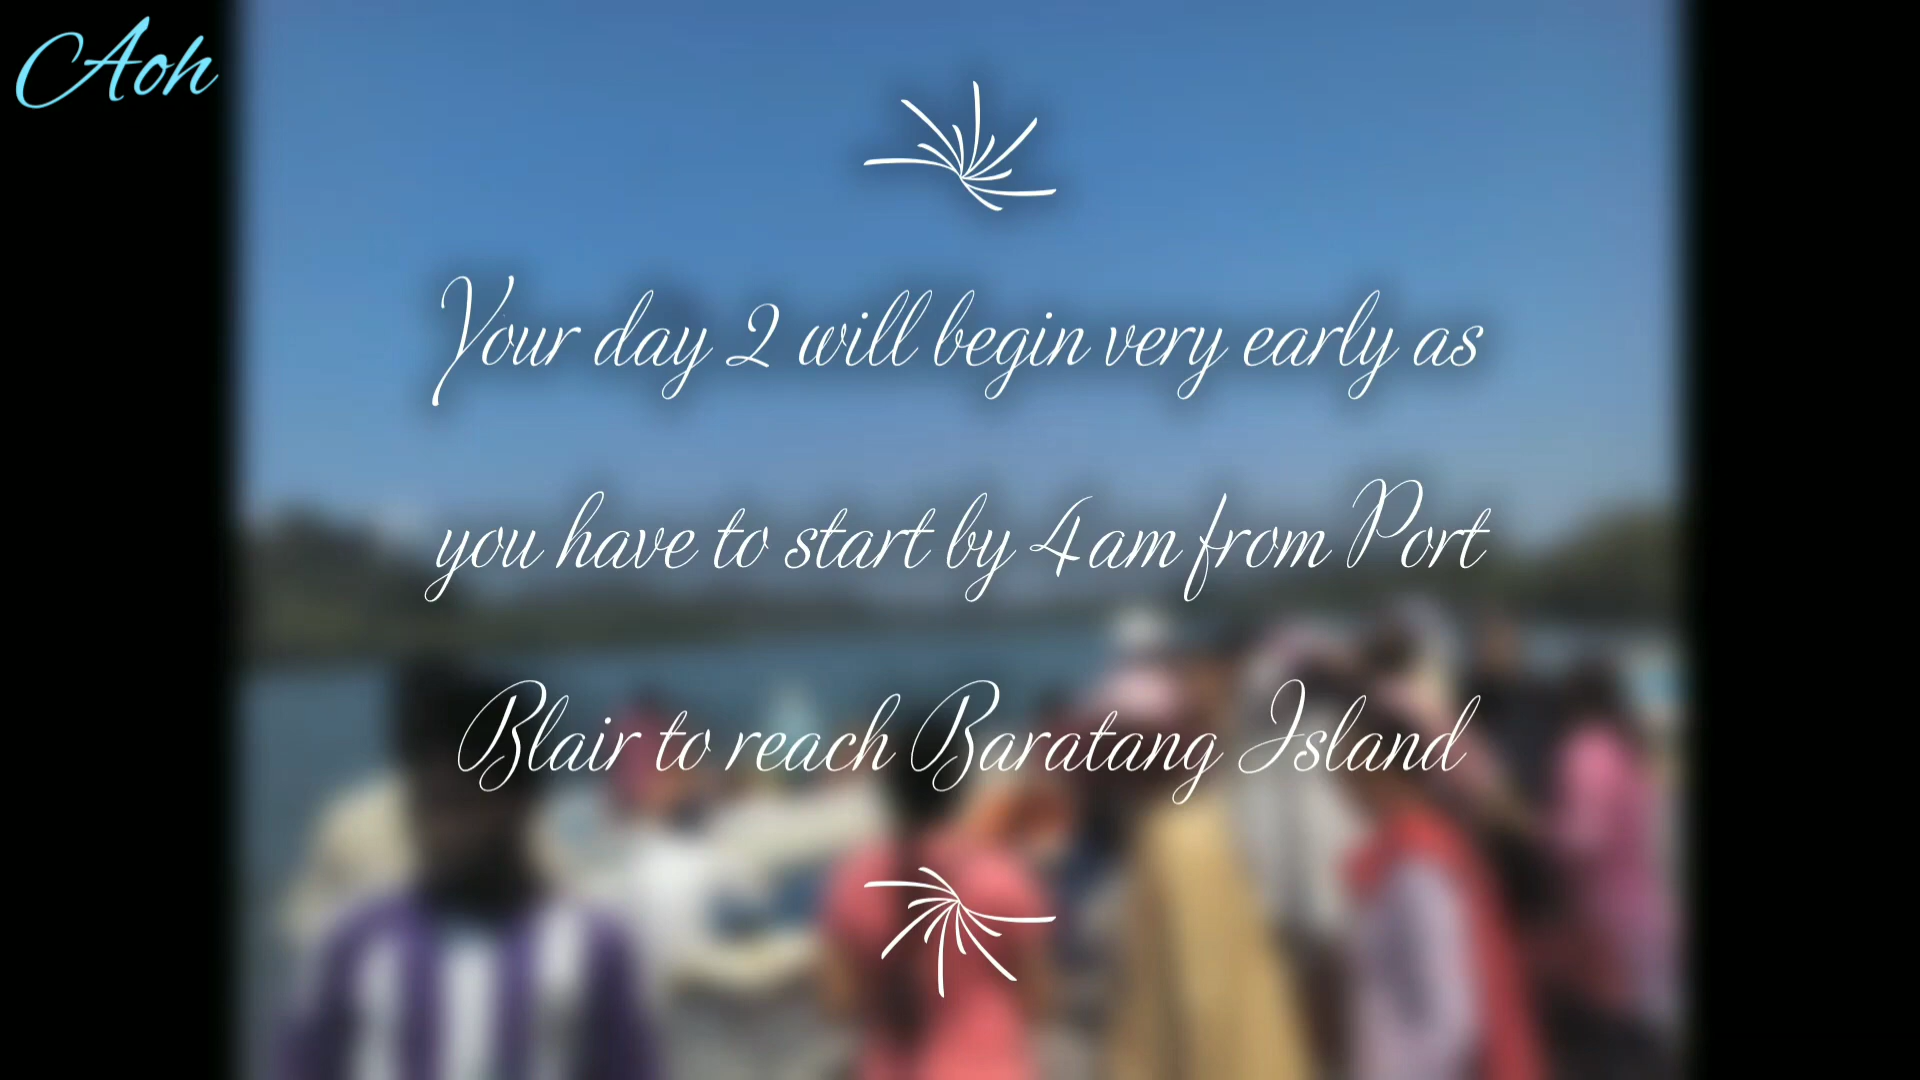 Aoh
Your day 2 will begin very early as
you have to start by 4am from Port
Blair to reach Baratang Island